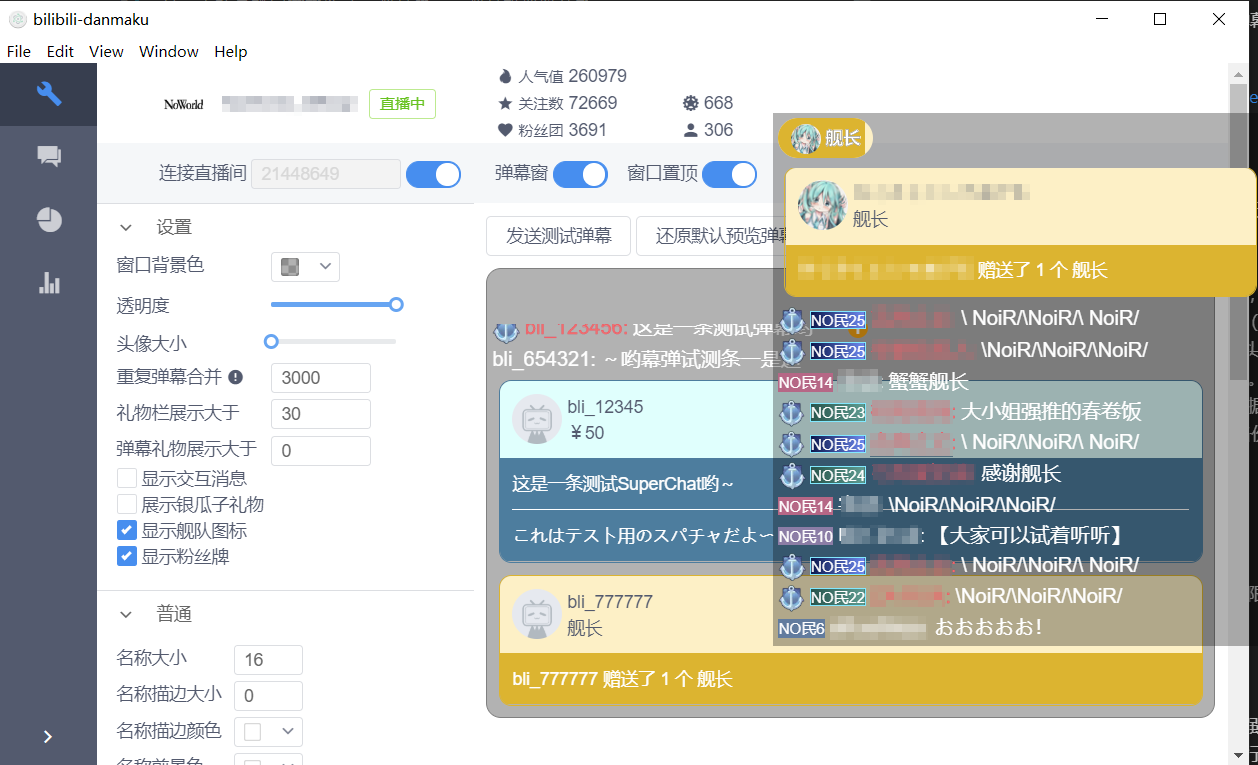 bilibili-danmaku
File Edit View Window Help
NoWorld
直播中
人气值 260979
关注数 72669
668
粉丝团 3691
306
连接直播间 21448649
弹幕窗
窗口置顶
设置
窗口背景色
透明度
头像大小
重复弹幕合并 3000
礼物栏展示大于 30
弹幕礼物展示大于 0
显示交互消息
展示银瓜子礼物
显示舰队图标
显示粉丝牌
普通
名称大小 16
名称描边大小 0
名称描边颜色
名称前景色
发送测试弹幕
还原默认预览弹幕
bli_123456: 这是一条测试弹幕哟
bli_654321: ～哟幕弹试测条一是这
bli_12345
¥50
这是一条测试SuperChat哟～
これはテスト用のスパチャだよ～
bli_777777
舰长
bli_777777 赠送了 1 个 舰长
舰长
舰长
赠送了 1 个 舰长
NO民25 \ NoiR/\NoiR/\ NoiR/
NO民25 \NoiR/\NoiR/\NoiR/
NO民14 蟹蟹舰长
NO民23 : 大小姐强推的春卷饭
NO民25 \ NoiR/\NoiR/\ NoiR/
NO民24 感谢舰长
NO民14 \NoiR/\NoiR/\NoiR/
NO民10 : 【大家可以试着听听】
NO民25 \ NoiR/\NoiR/\ NoiR/
NO民22 : \NoiR/\NoiR/\NoiR/
NO民6 おおおおお！